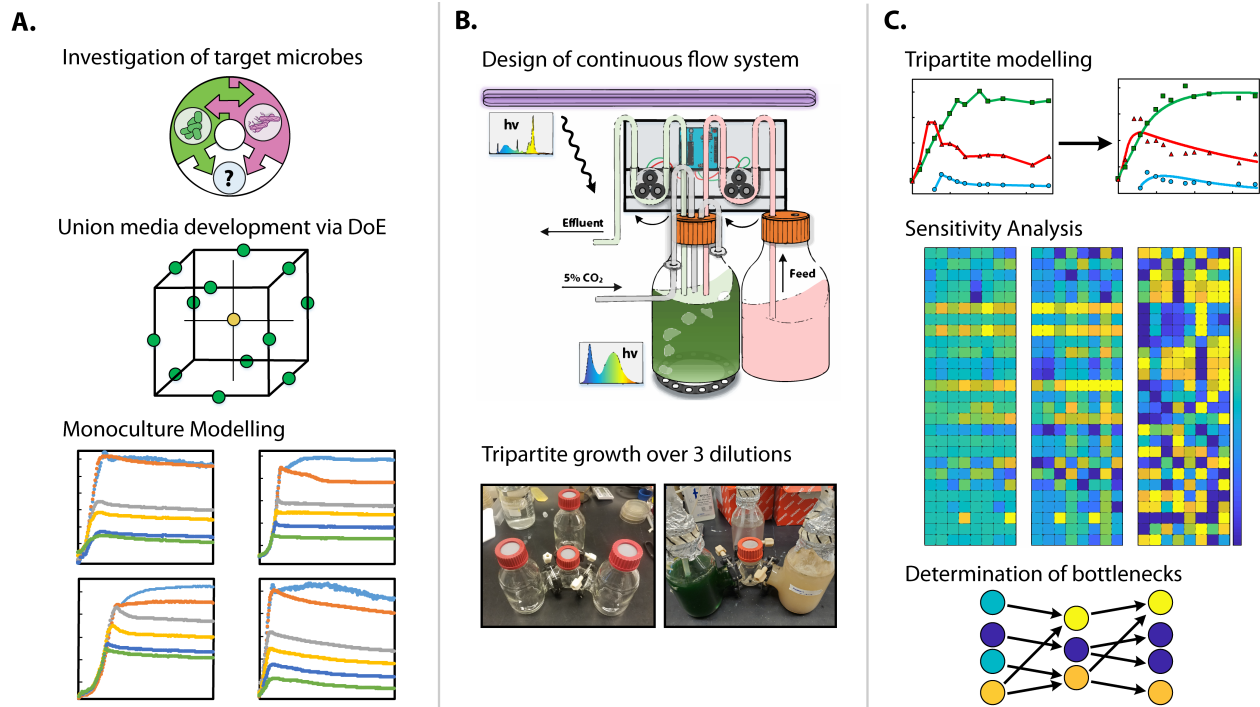 A.
Investigation of target microbes
?
Union media development via DoE
Monoculture Modelling
B.
Design of continuous flow system
hv
Effluent
5% CO₂
Feed
hv
Tripartite growth over 3 dilutions
C.
Tripartite modelling
Sensitivity Analysis
Determination of bottlenecks